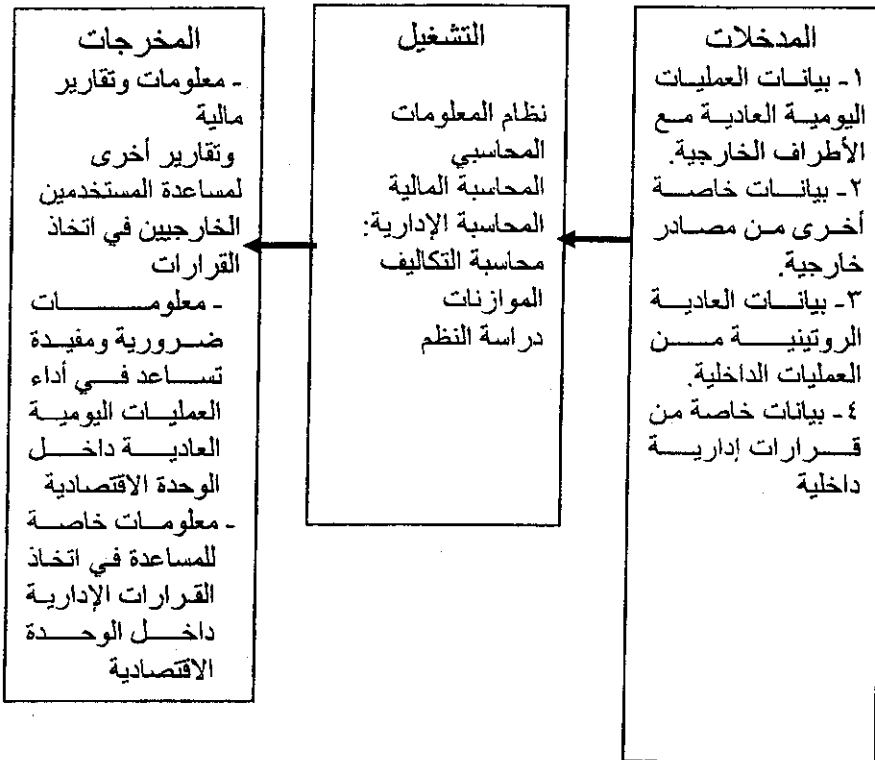 المدخلات
١- بيانات العمليات
اليومية العادية مع
الأطراف الخارجية.
٢- بيانات خاصة
أخرى من مصادر
خارجية.
٣- بيانات العادية
الروتينية من
العمليات الداخلية.
٤- بيانات خاصة من
قرارات إدارية
داخلية
التشغيل
نظام المعلومات
المحاسبي
المحاسبة المالية
المحاسبة الإدارية:
محاسبة التكاليف
الموازنات
دراسة النظم
المخرجات
- معلومات وتقارير
مالية
وتقارير أخرى
لمساعدة المستخدمين
الخارجيين في اتخاذ
القرارات
- معلومات
ضرورية ومفيدة
تساعد في أداء
العمليات اليومية
العادية داخل
الوحدة الاقتصادية
- معلومات خاصة
للمساعدة في اتخاذ
القرارات الإدارية
داخل الوحدة
الاقتصادية